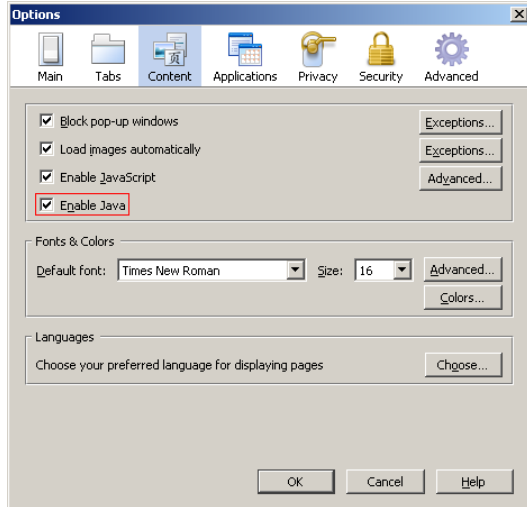 Options
Main Tabs Content Applications Privacy Security Advanced
Block pop-up windows Exceptions...
Load images automatically Exceptions...
Enable JavaScript Advanced...
Enable Java
Fonts & Colors
Default font: Times New Roman Size: 16 Advanced...
Colors...
Languages
Choose your preferred language for displaying pages Choose...
OK Cancel Help